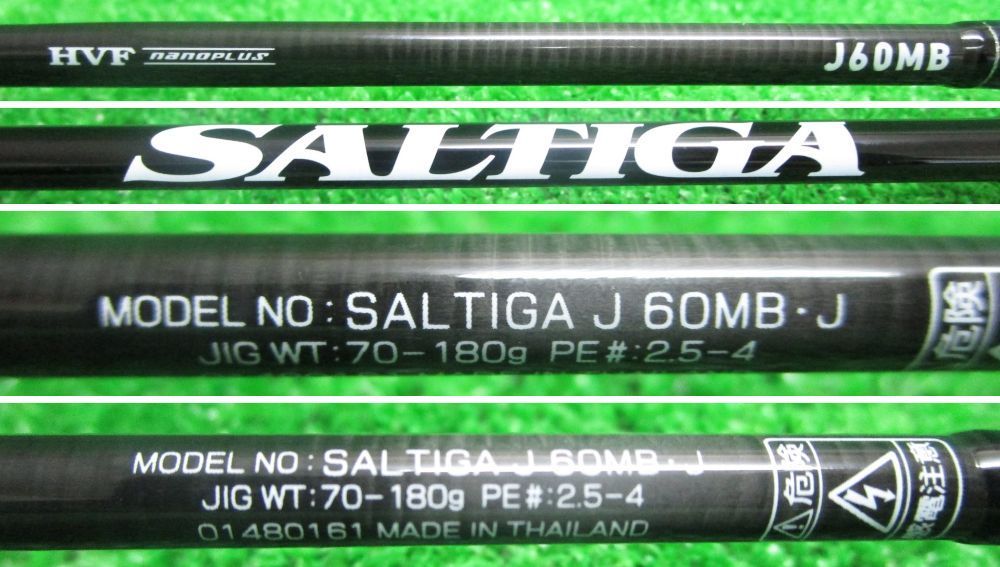 HVF nanoPLUS J60MB
SALTIGA
MODEL NO : SALTIGA J 60MB・J
JIG WT : 70-180g PE# : 2.5-4
危険
MODEL NO : SALTIGA J 60MB・J
JIG WT : 70-180g PE# : 2.5-4
01480161 MADE IN THAILAND
危険
感電注意